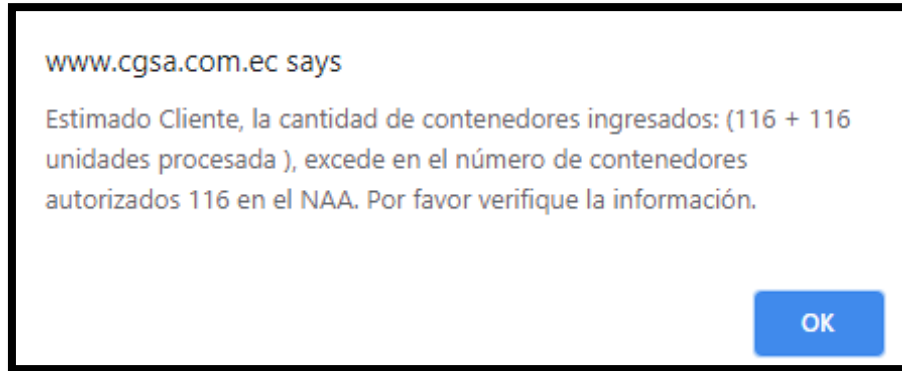 www.cgsa.com.ec says
Estimado Cliente, la cantidad de contenedores ingresados: (116 + 116
unidades procesada ), excede en el número de contenedores
autorizados 116 en el NAA. Por favor verifique la información.
OK